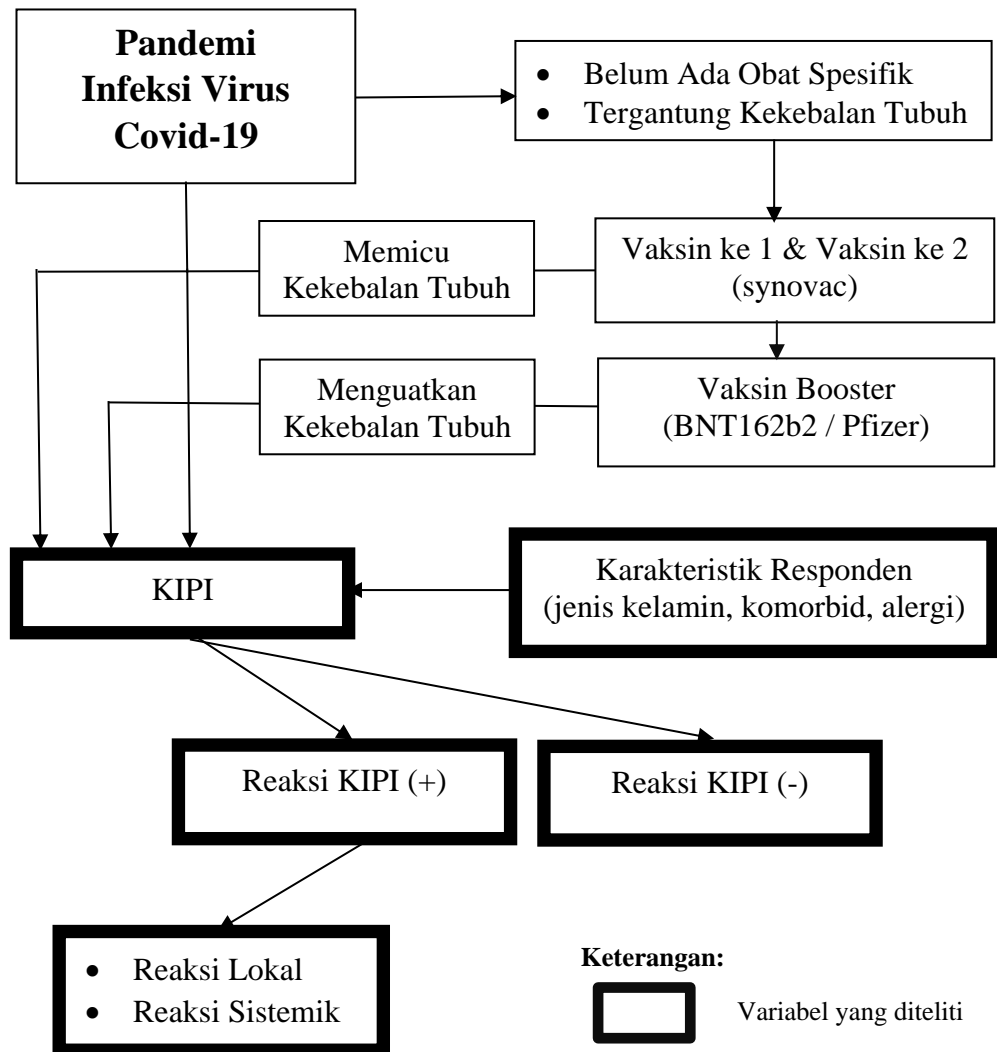 Pandemi
Infeksi Virus
Covid-19
• Belum Ada Obat Spesifik
• Tergantung Kekebalan Tubuh
Memicu
Kekebalan Tubuh
Vaksin ke 1 & Vaksin ke 2
(synovac)
Menguatkan
Kekebalan Tubuh
Vaksin Booster
(BNT162b2 / Pfizer)
KIPI
Karakteristik Responden
(jenis kelamin, komorbid, alergi)
Reaksi KIPI (+)
Reaksi KIPI (-)
• Reaksi Lokal
• Reaksi Sistemik
Keterangan:
Variabel yang diteliti